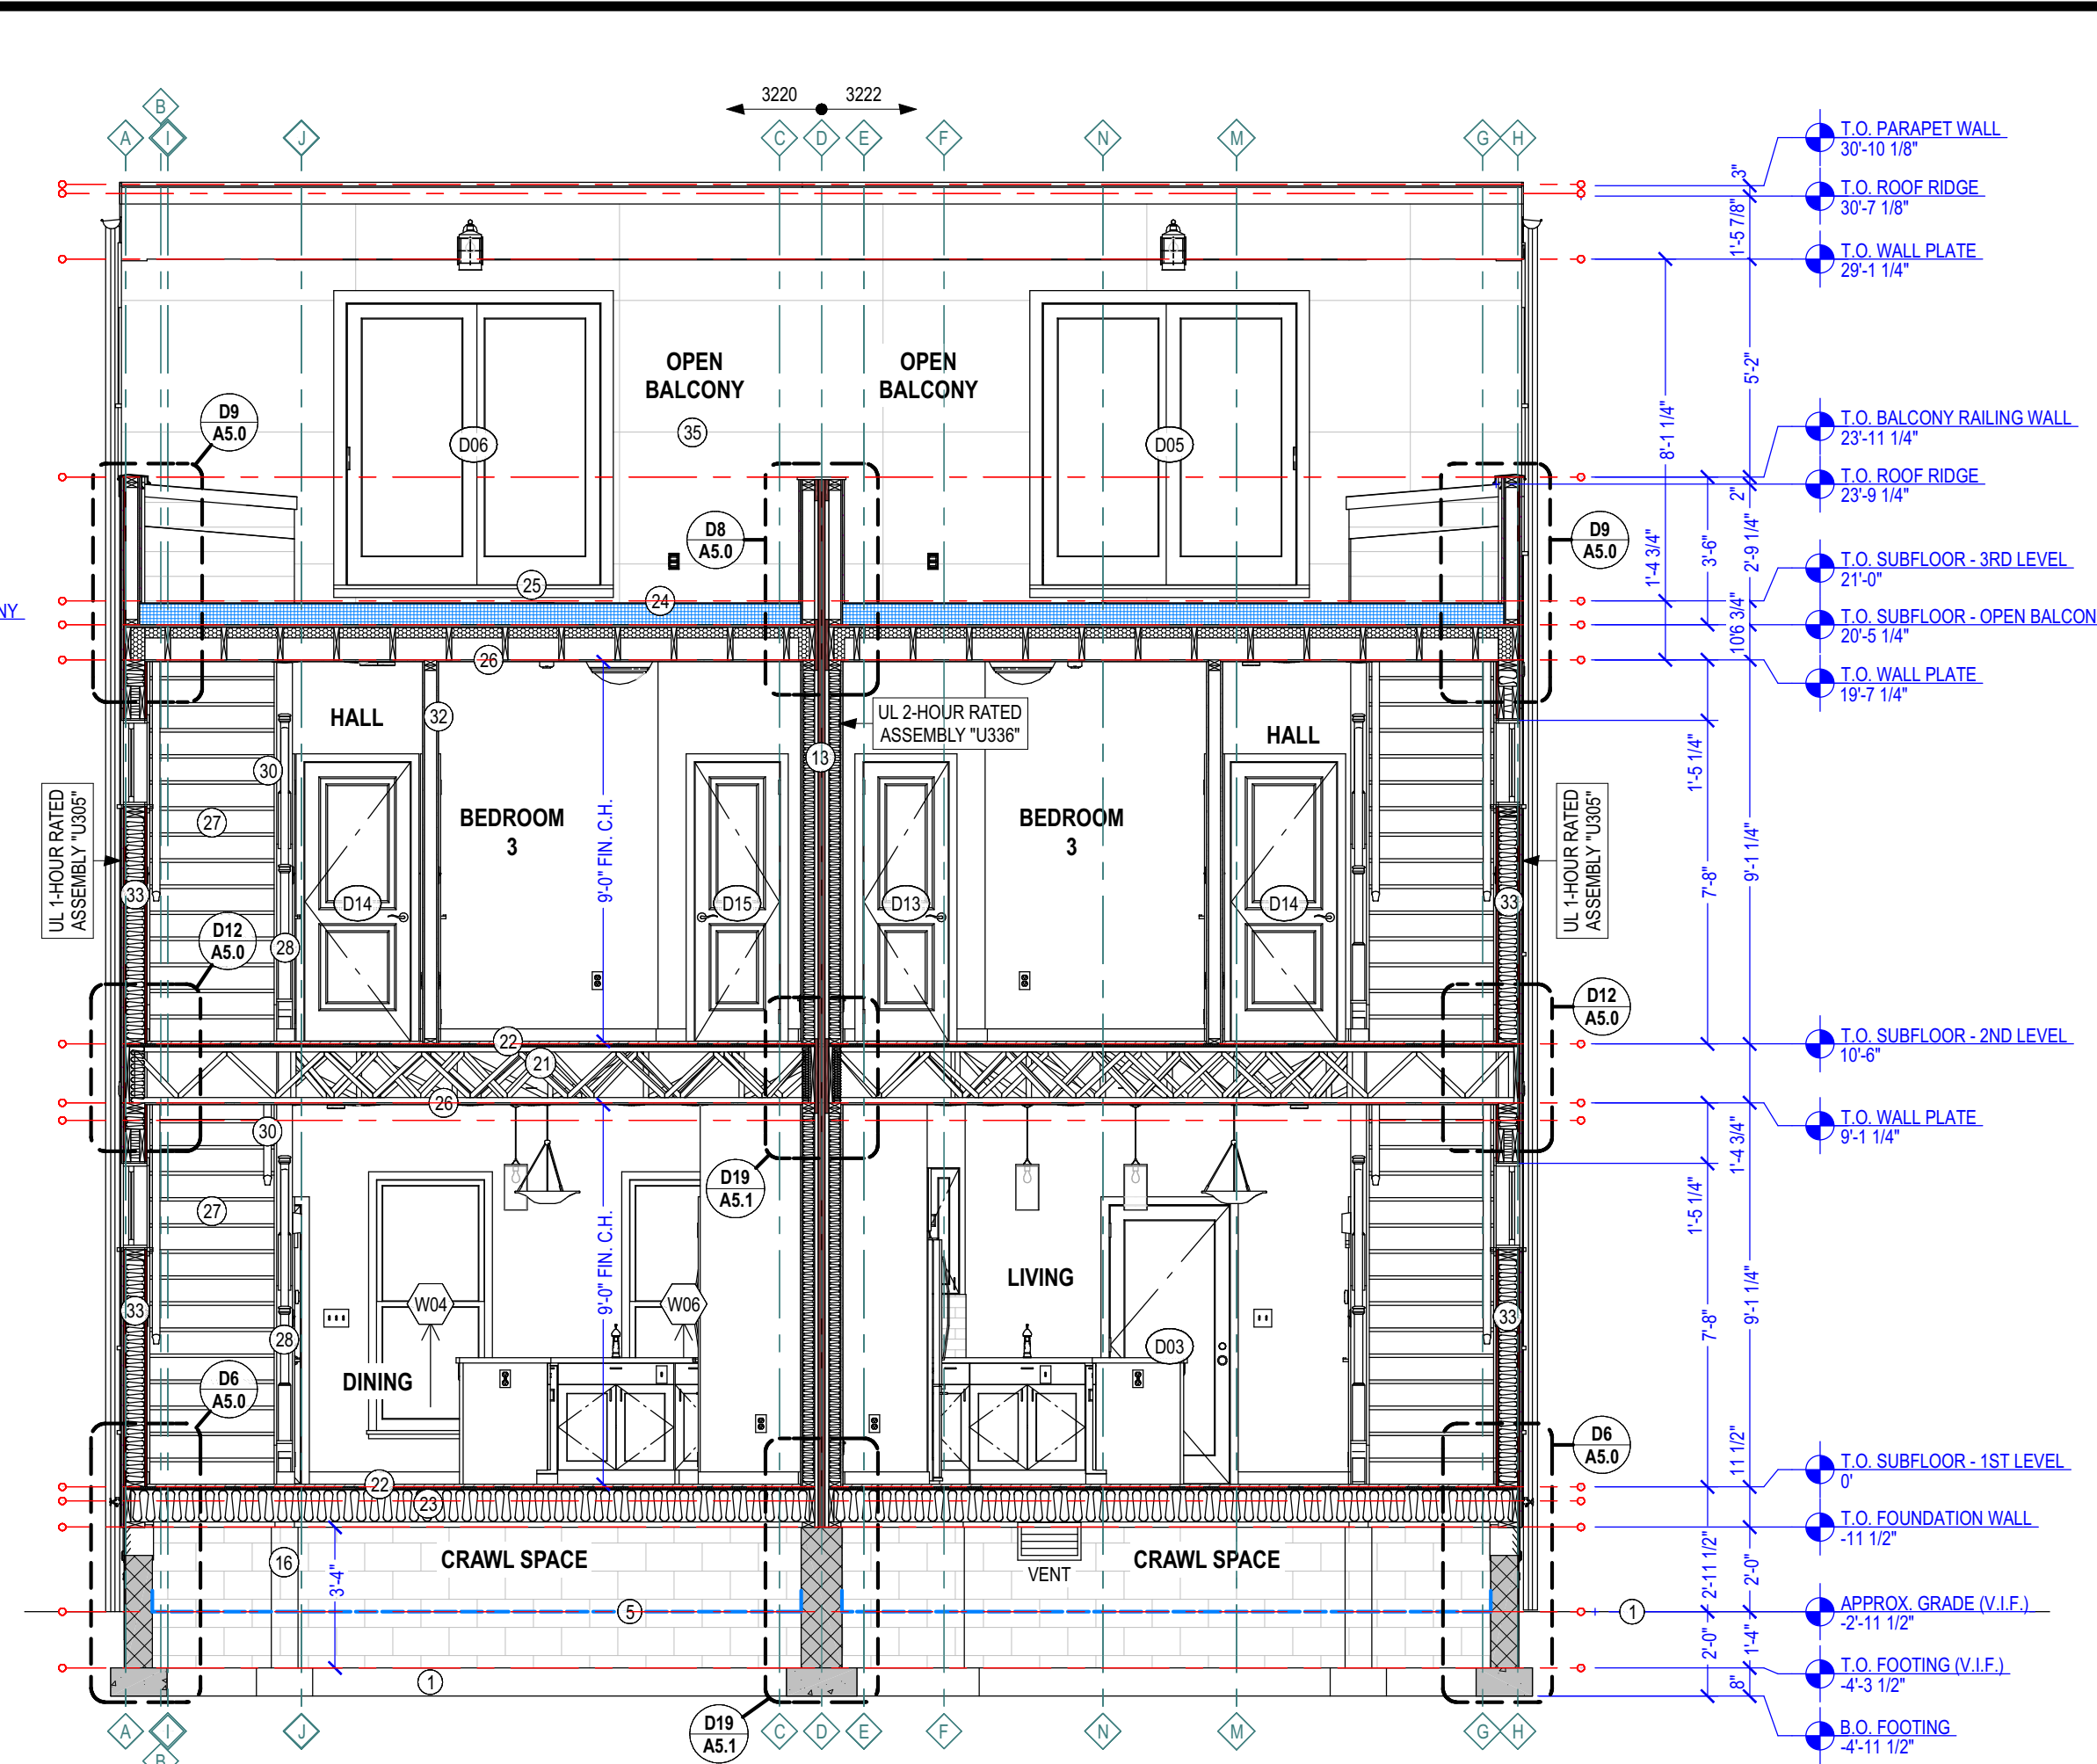 3220 3222
A B I J C D E F N M G H
T.O. PARAPET WALL
30'-10 1/8"
3"
T.O. ROOF RIDGE
30'-7 1/8"
1'-5 7/8"
T.O. WALL PLATE
29'-1 1/4"
OPEN
BALCONY
OPEN
BALCONY
5'-2"
8'-1 1/4"
D9
A5.0
35
D06
D05
T.O. BALCONY RAILING WALL
23'-11 1/4"
T.O. ROOF RIDGE
23'-9 1/4"
2"
D8
A5.0
D9
A5.0
1'-4 3/4"
3'-6"
2'-9 1/4"
T.O. SUBFLOOR - 3RD LEVEL
21'-0"
25
24
NY
10'6 3/4"
T.O. SUBFLOOR - OPEN BALCON
20'-5 1/4"
26
T.O. WALL PLATE
19'-7 1/4"
HALL
32
UL 2-HOUR RATED
ASSEMBLY "U336"
HALL
13
30
1'-5 1/4"
27
BEDROOM
3
9'-0" FIN. C.H.
BEDROOM
3
UL 1-HOUR RATED
ASSEMBLY "U305"
UL 1-HOUR RATED
ASSEMBLY "U305"
7'-8"
9'-1 1/4"
33
D14
D15
D13
D14
33
D12
A5.0
28
D12
A5.0
22
21
T.O. SUBFLOOR - 2ND LEVEL
10'-6"
26
T.O. WALL PLATE
9'-1 1/4"
30
1'-4 3/4"
D19
A5.1
27
1'-5 1/4"
9'-0" FIN. C.H.
LIVING
W04
W06
33
33
28
D03
7'-8"
9'-1 1/4"
DINING
D6
A5.0
D6
A5.0
11 1/2"
T.O. SUBFLOOR - 1ST LEVEL
0'
22
23
T.O. FOUNDATION WALL
-11 1/2"
16
CRAWL SPACE
CRAWL SPACE
VENT
3'-4"
2'-11 1/2"
2'-0"
5
1
APPROX. GRADE (V.I.F.)
-2'-11 1/2"
2'-0"
1'-4"
1
T.O. FOOTING (V.I.F.)
-4'-3 1/2"
8"
D19
A5.1
A I J C D E F N M G H
B
B.O. FOOTING
-4'-11 1/2"